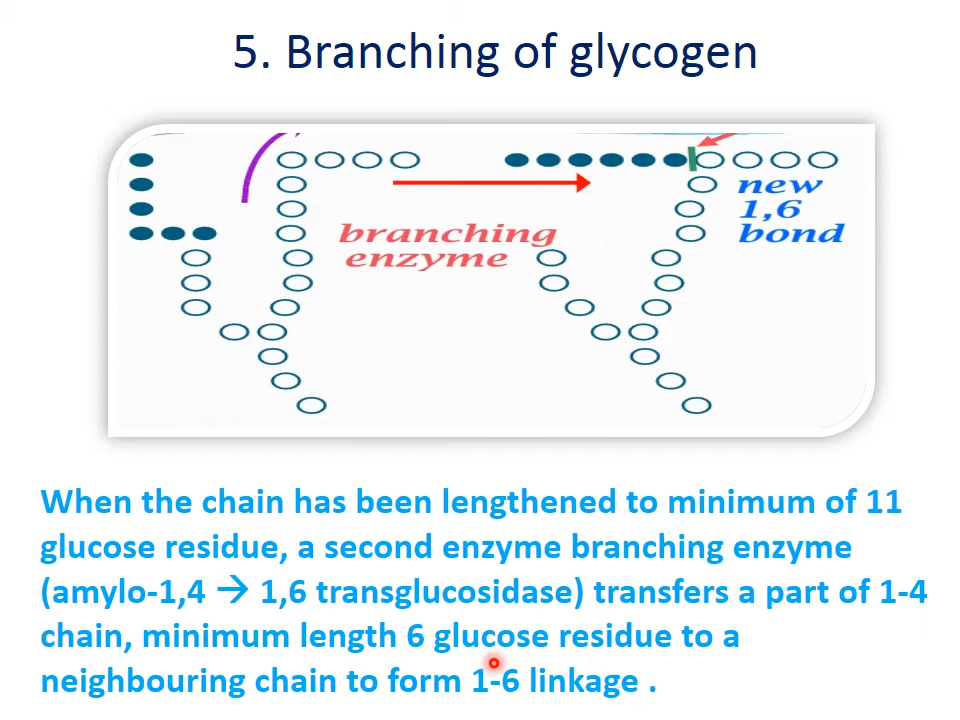 5. Branching of glycogen
branching
enzyme
new
1,6
bond
When the chain has been lengthened to minimum of 11
glucose residue, a second enzyme branching enzyme
(amylo-1,4 → 1,6 transglucosidase) transfers a part of 1-4
chain, minimum length 6 glucose residue to a
neighbouring chain to form 1-6 linkage .